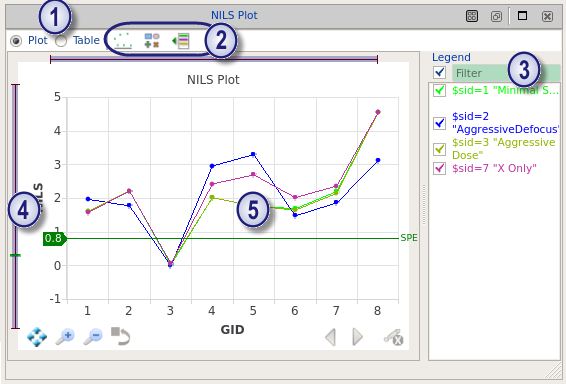 NILS Plot
1
Plot
Table
2
Legend
Filter
3
$sid=1 "Minimal S...
$sid=2
"AggressiveDefocus"
$sid=3 "Aggressive
Dose"
$sid=7 "X Only"
NILS Plot
5
4
3
2
1
0
-1
0.8
SPE
4
5
1
2
3
4
5
6
7
8
GID